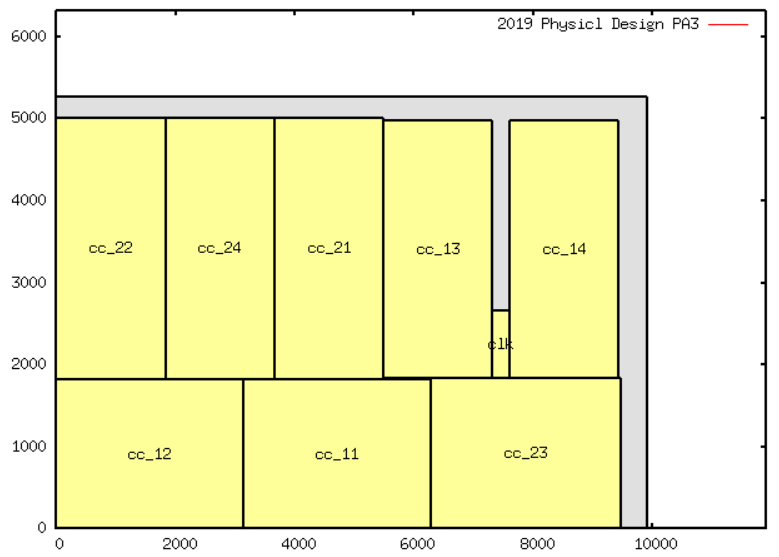 2019 Physicl Design PA3
6000
5000
4000
3000
2000
1000
0
cc_22
cc_24
cc_21
cc_13
cc_14
clk
cc_12
cc_11
cc_23
0
2000
4000
6000
8000
10000